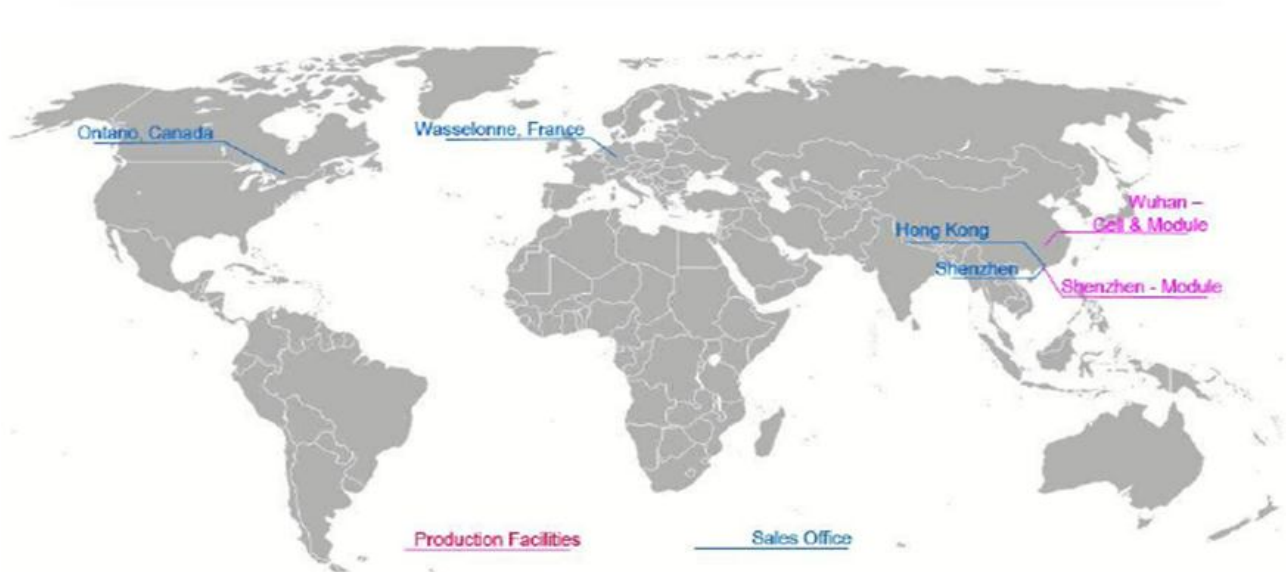 Ontario, Canada
Wasselonne, France
Wuhan –
Cell & Module
Hong Kong
Shenzhen
Shenzhen - Module
Production Facilities
Sales Office